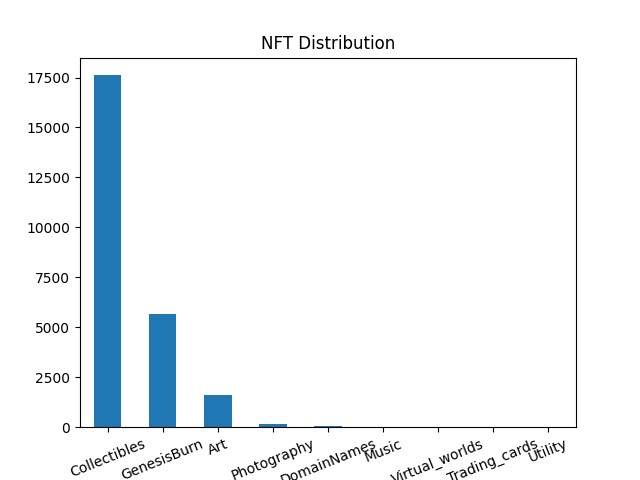 NFT Distribution
17500
15000
12500
10000
7500
5000
2500
0
Collectibles
GenesisBurn
Art
Photography
DomainNames
Music
Virtual_worlds
Trading_cards
Utility